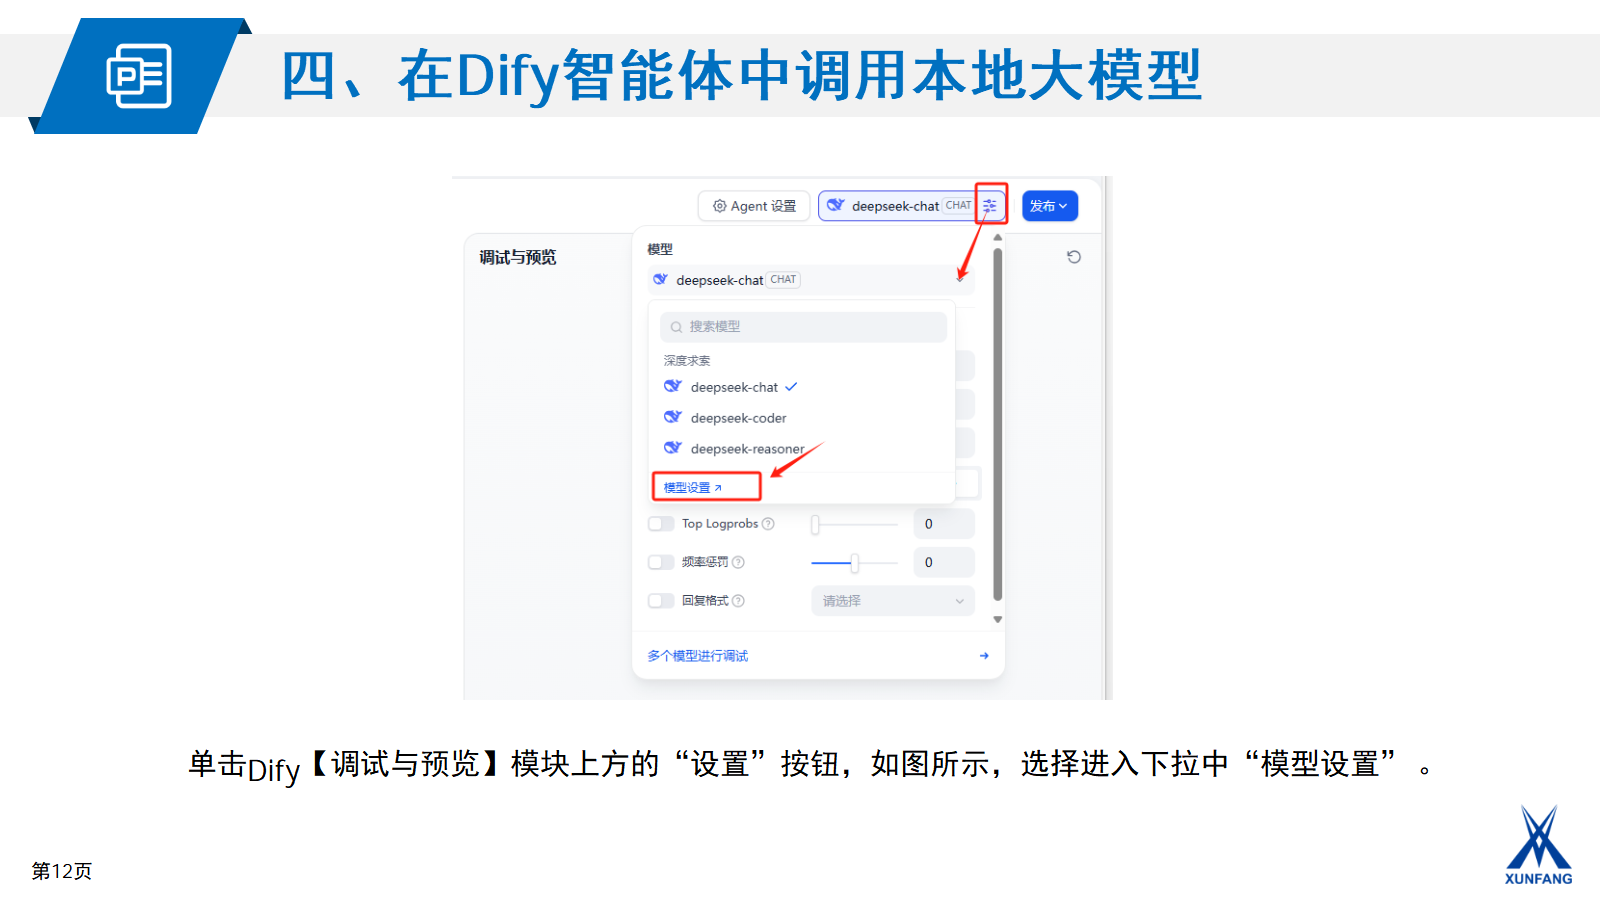 四、在Dify智能体中调用本地大模型
Agent 设置
deepseek-chat CHAT
发布
调试与预览
模型
deepseek-chat CHAT
搜索模型
深度求索
deepseek-chat
deepseek-coder
deepseek-reasoner
模型设置
Top Logprobs
0
频率惩罚
0
回复格式
请选择
多个模型进行调试
单击Dify【调试与预览】模块上方的“设置”按钮，如图所示，选择进入下拉中“模型设置” 。
第12页
XUNFANG